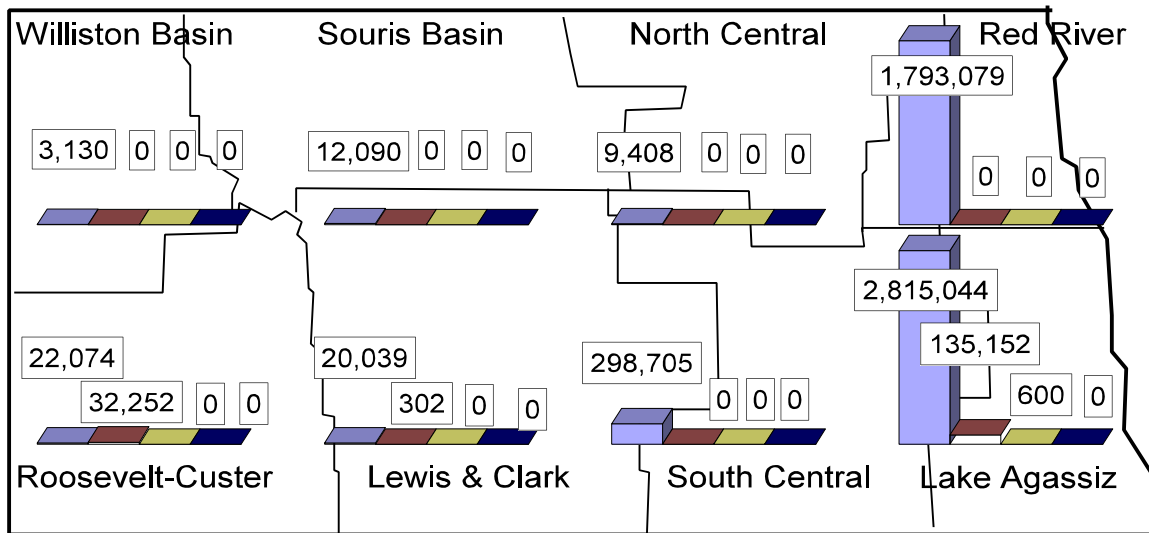 Williston Basin Souris Basin North Central Red River
1,793,079
3,130 0 0 0 12,090 0 0 0 9,408 0 0 0
0 0 0
2,815,044
22,074 20,039 298,705 135,152
32,252 0 0 302 0 0 0 0 0 600 0
Roosevelt-Custer Lewis & Clark South Central Lake Agassiz